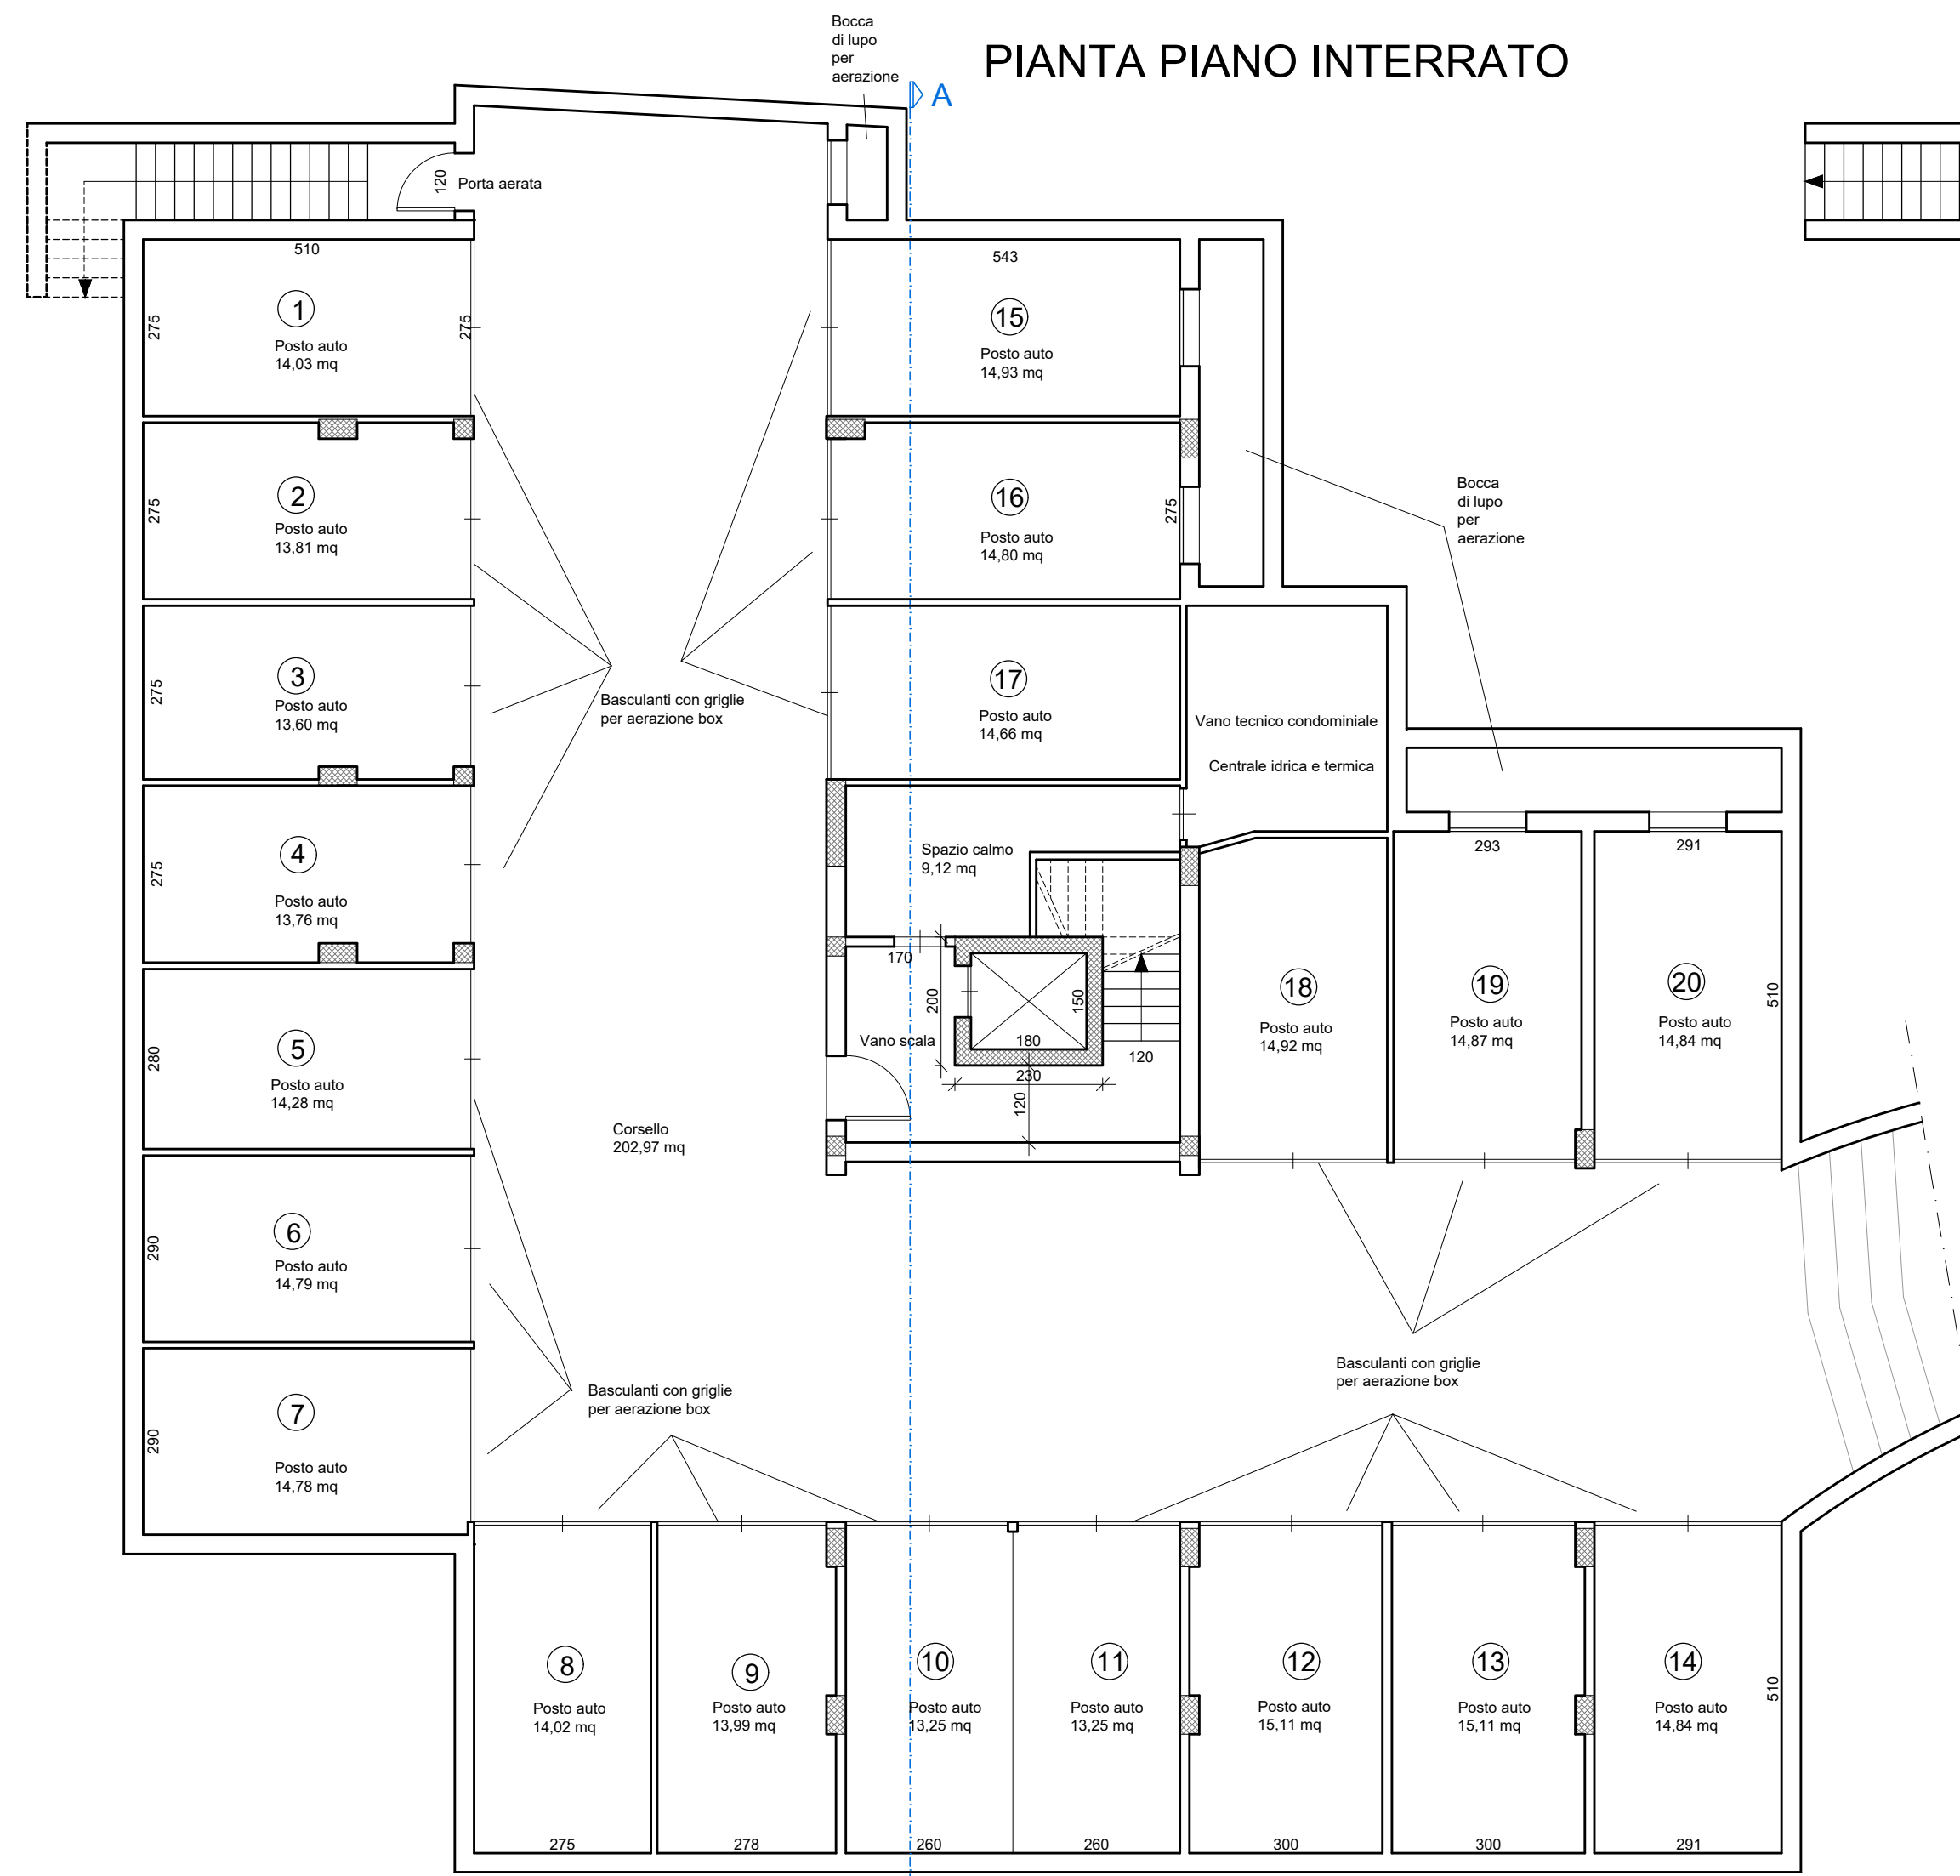 Bocca
di lupo
per
aerazione
PIANTA PIANO INTERRATO
A
120
Porta aerata
510
275
275
1
Posto auto
14,03 mq
543
15
Posto auto
14,93 mq
275
2
Posto auto
13,81 mq
16
Posto auto
14,80 mq
275
Bocca
di lupo
per
aerazione
275
3
Posto auto
13,60 mq
Basculanti con griglie
per aerazione box
17
Posto auto
14,66 mq
Vano tecnico condominiale
Centrale idrica e termica
275
4
Posto auto
13,76 mq
Spazio calmo
9,12 mq
293
291
170
200
150
180
230
120
120
Vano scala
18
Posto auto
14,92 mq
19
Posto auto
14,87 mq
20
Posto auto
14,84 mq
510
280
5
Posto auto
14,28 mq
Corsello
202,97 mq
290
6
Posto auto
14,79 mq
290
7
Posto auto
14,78 mq
Basculanti con griglie
per aerazione box
Basculanti con griglie
per aerazione box
8
Posto auto
14,02 mq
9
Posto auto
13,99 mq
10
Posto auto
13,25 mq
11
Posto auto
13,25 mq
12
Posto auto
15,11 mq
13
Posto auto
15,11 mq
14
Posto auto
14,84 mq
510
275
278
260
260
300
300
291